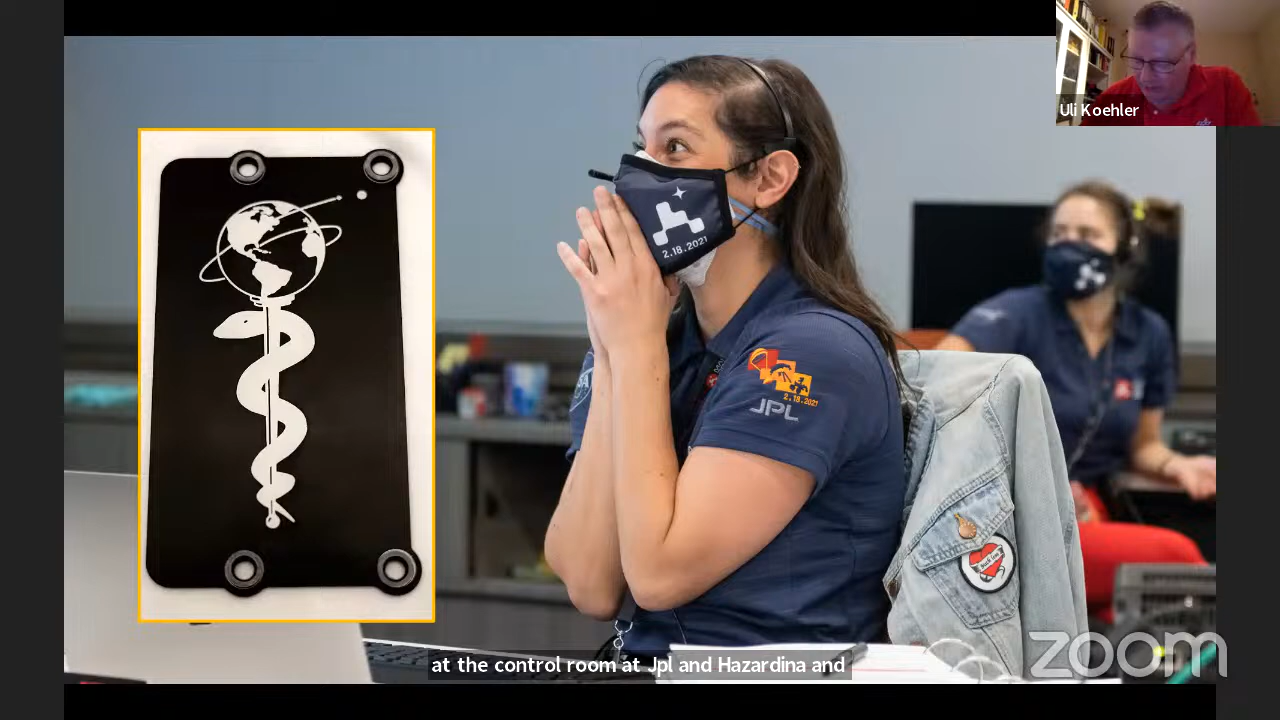 Uli Koehler
2.18.2021
2.18.2021
JPL
at the control room at Jpl and Hazardina and
zoom